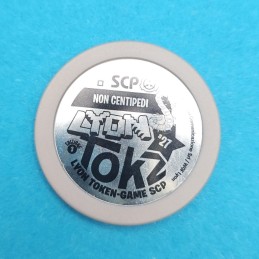 SCP
NON CENTIPEDI
LYON
#27
TOKZ
LYON TOKEN-GAME SCP